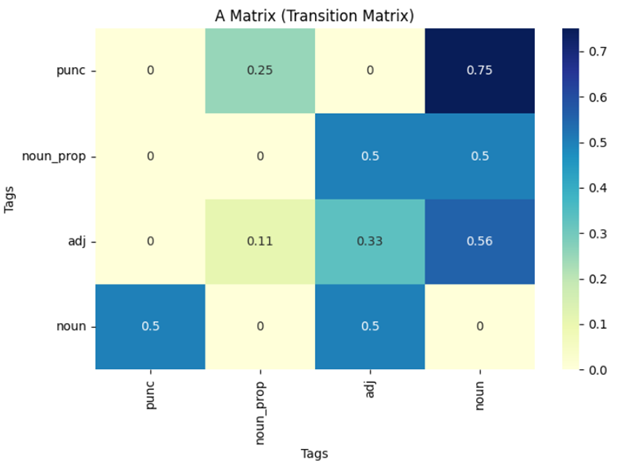 A Matrix (Transition Matrix)
punc 0 0.25 0 0.75
noun_prop 0 0 0.5 0.5
adj 0 0.11 0.33 0.56
noun 0.5 0 0.5 0
Tags
punc noun_prop adj noun
Tags
0.7
0.6
0.5
0.4
0.3
0.2
0.1
0.0